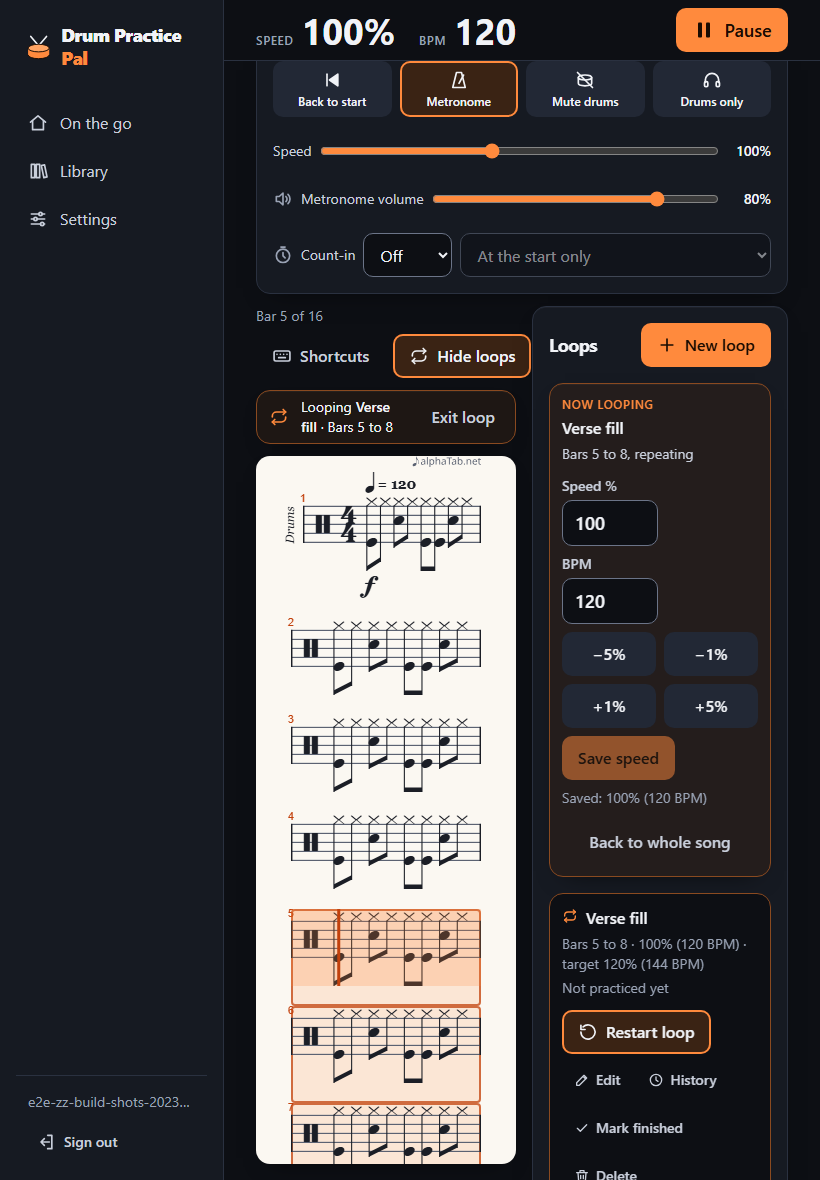 Drum Practice
Pal
On the go
Library
Settings
e2e-zz-build-shots-2023...
Sign out
SPEED 100% BPM 120
Pause
Back to start
Metronome
Mute drums
Drums only
Speed 100%
Metronome volume 80%
Count-in Off At the start only
Bar 5 of 16
Shortcuts
Hide loops
Looping Verse
fill · Bars 5 to 8
Exit loop
♪alphaTab.net
= 120
1
Drums
4
4
f
2
3
4
5
6
7
Loops
New loop
NOW LOOPING
Verse fill
Bars 5 to 8, repeating
Speed %
100
BPM
120
−5%
−1%
+1%
+5%
Save speed
Saved: 100% (120 BPM)
Back to whole song
Verse fill
Bars 5 to 8 · 100% (120 BPM) ·
target 120% (144 BPM)
Not practiced yet
Restart loop
Edit
History
Mark finished
Delete